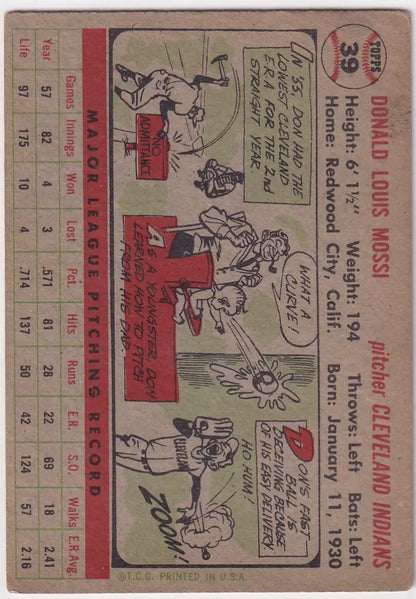 TOPPS
39
DONALD LOUIS MOSSI pitcher CLEVELAND INDIANS
Height: 6' 1½" Weight: 194 Throws: Left Bats: Left
Home: Redwood City, Calif. Born: January 11, 1930
IN '55, DON HAD THE
LOWEST CLEVELAND
E.R.A FOR THE 2nd
STRAIGHT YEAR
NO
ADMITTANCE
WHAT A
CURVE!
AS A YOUNGSTER, DON
LEARNED HOW TO PITCH
FROM HIS DAD.
DON'S FAST
BALL IS
DECEIVING BECAUSE
OF HIS EASY DELIVERY
HO HUM!
ZOOM!
©T.C.G. PRINTED IN U.S.A.
MAJOR LEAGUE PITCHING RECORD
Games Innings Won Lost Pct. Hits Runs E.R. S.O. Walks E.R.Avg.
Year 57 82 4 3 .571 81 28 22 69 18 2.41
Life 97 175 10 4 .714 137 50 42 124 57 2.16